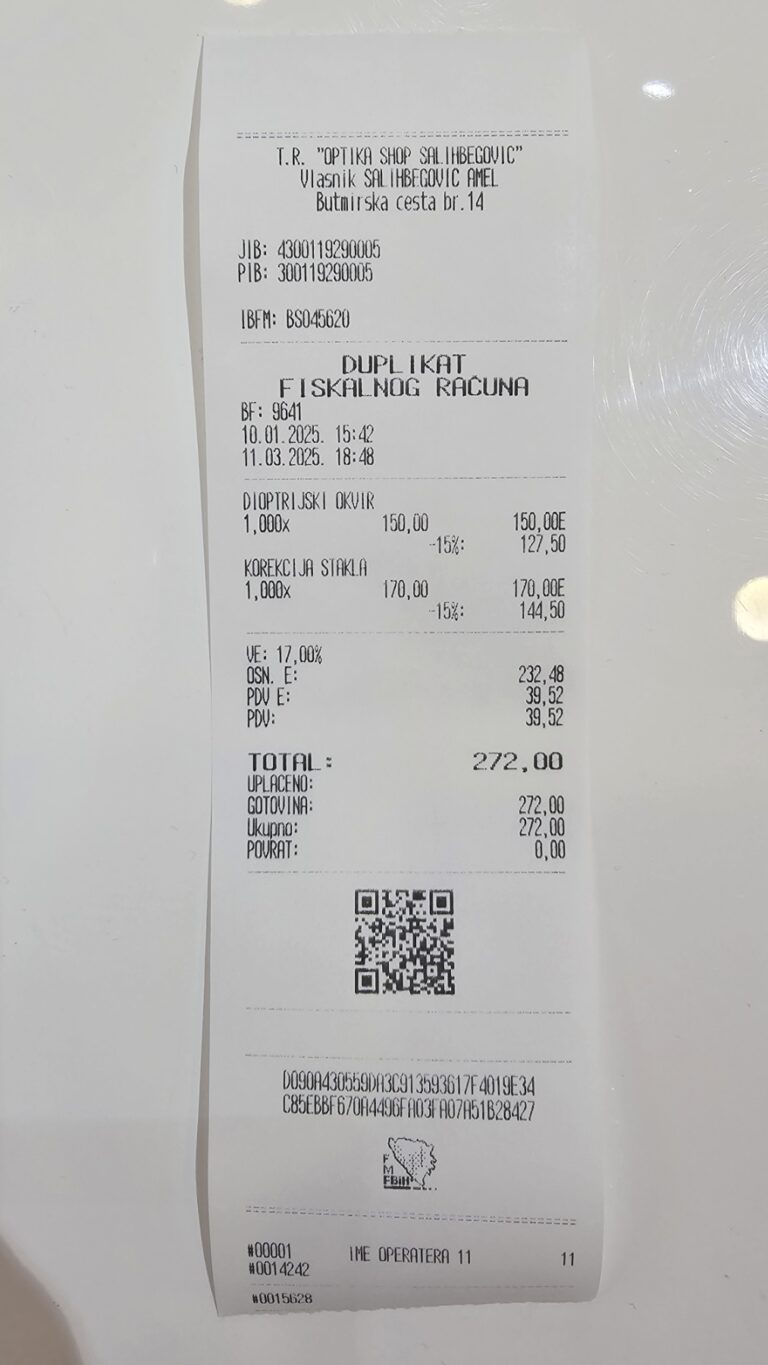 T.R. "OPTIKA SHOP SALIHBEGOVIC"
Vlasnik SALIHBEGOVIC AMEL
Butmirska cesta br.14
JIB: 4300119290005
PIB: 300119290005
IBFM: BS045620
DUPLIKAT
FISKALNOG RAČUNA
BF: 9641
10.01.2025. 15:42
11.03.2025. 18:48
DIOPTRIJSKI OKVIR
1,000x 150,00 150,00E
-15%: 127,50
KOREKCIJA STAKLA
1,000x 170,00 170,00E
-15%: 144,50
VE: 17,00%
OSN. E: 232,48
PDV E: 39,52
PDV: 39,52
TOTAL: 272,00
UPLACENO:
GOTOVINA: 272,00
Ukupno: 272,00
POVRAT: 0,00
D090A430559DA3C913593617F4019E34
C85EBBF670A4496FA03FA07A51B28427
F
M
FBiH
#00001 IME OPERATERA 11 11
#0014242
#0015628